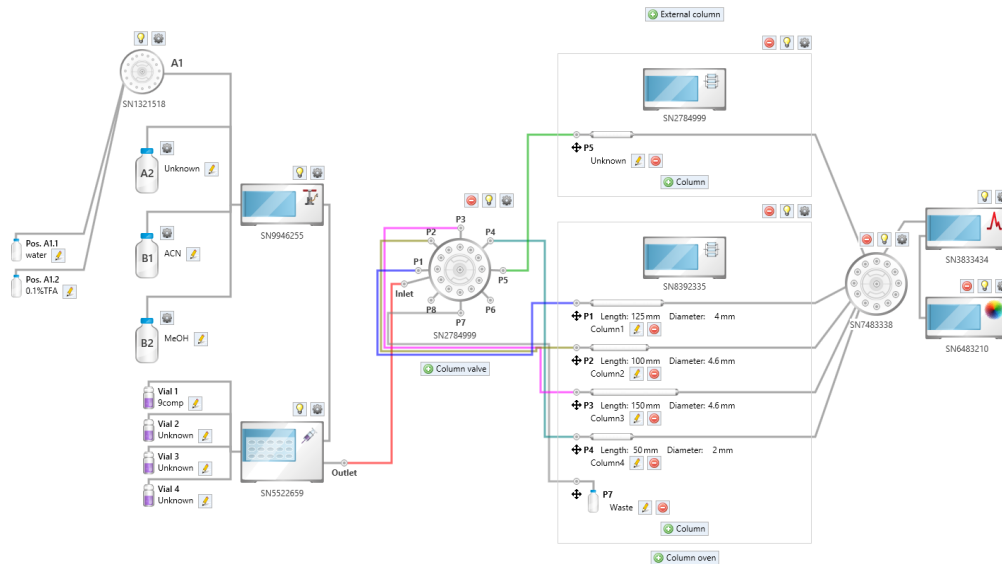 External column
A1
SN1321518
A2
Unknown
B1
ACN
B2
MeOH
Pos. A1.1
water
Pos. A1.2
0.1%TFA
SN9946255
Vial 1
9comp
Vial 2
Unknown
Vial 3
Unknown
Vial 4
Unknown
SN5522659
Outlet
P3
P2
P4
P1
P5
Inlet
P8
P6
P7
SN2784999
Column valve
SN2784999
P5
Unknown
Column
SN8392335
P1 Length: 125 mm Diameter: 4 mm
Column1
P2 Length: 100 mm Diameter: 4.6 mm
Column2
P3 Length: 150 mm Diameter: 4.6 mm
Column3
P4 Length: 50 mm Diameter: 2 mm
Column4
P7
Waste
Column
Column oven
SN7483338
SN3833434
SN6483210